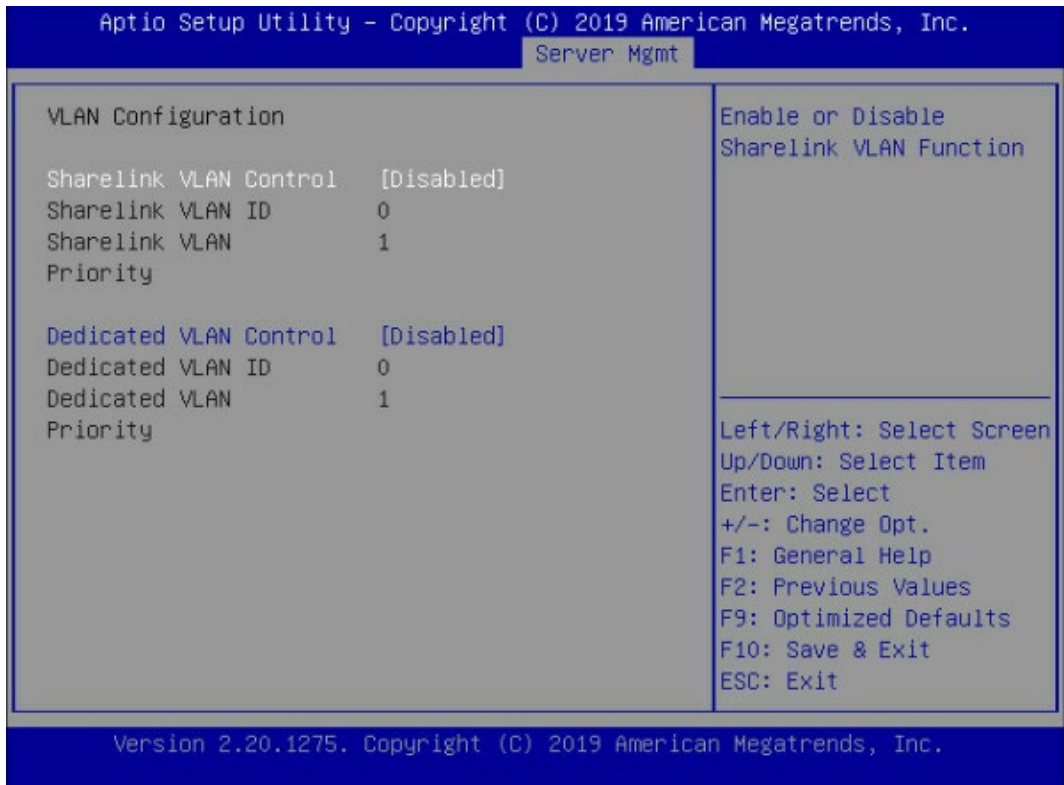 Aptio Setup Utility – Copyright (C) 2019 American Megatrends, Inc.
Server Mgmt
VLAN Configuration
Sharelink VLAN Control [Disabled]
Sharelink VLAN ID 0
Sharelink VLAN 1
Priority
Dedicated VLAN Control [Disabled]
Dedicated VLAN ID 0
Dedicated VLAN 1
Priority
Enable or Disable
Sharelink VLAN Function
Left/Right: Select Screen
Up/Down: Select Item
Enter: Select
+/-: Change Opt.
F1: General Help
F2: Previous Values
F9: Optimized Defaults
F10: Save & Exit
ESC: Exit
Version 2.20.1275. Copyright (C) 2019 American Megatrends, Inc.